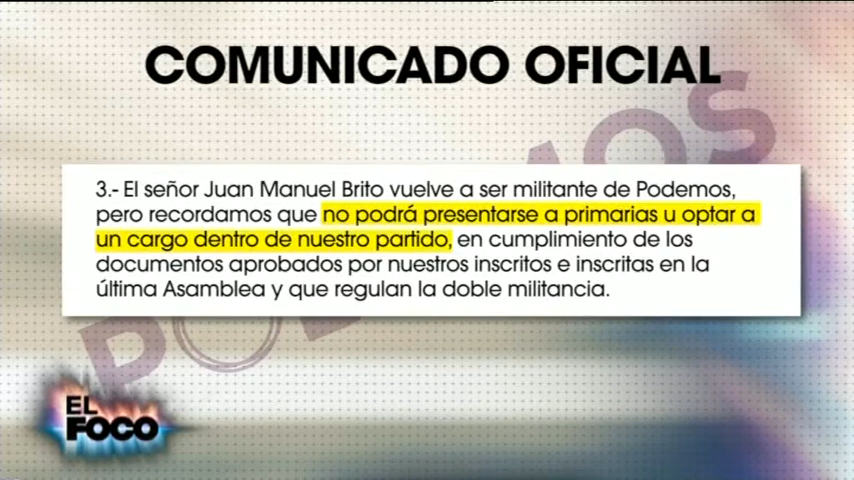 COMUNICADO OFICIAL
PODEMOS
3.- El señor Juan Manuel Brito vuelve a ser militante de Podemos,
pero recordamos que no podrá presentarse a primarias u optar a
un cargo dentro de nuestro partido, en cumplimiento de los
documentos aprobados por nuestros inscritos e inscritas en la
última Asamblea y que regulan la doble militancia.
EL
FOCO